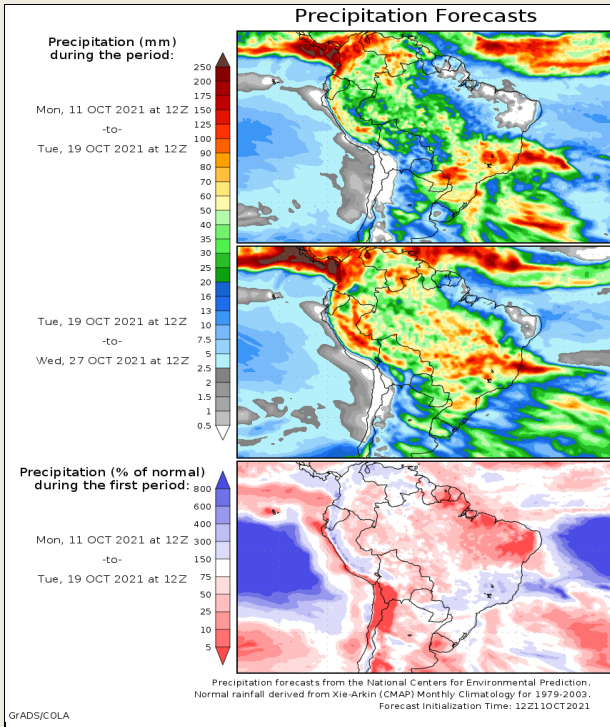 Precipitation Forecasts
Precipitation (mm)
during the period:
Mon, 11 OCT 2021 at 12Z
-to-
Tue, 19 OCT 2021 at 12Z
250
200
175
150
125
100
90
80
70
60
50
40
35
30
25
20
16
13
10
7.5
5
2.5
2
1.5
1
0.5
Tue, 19 OCT 2021 at 12Z
-to-
Wed, 27 OCT 2021 at 12Z
Precipitation (% of normal)
during the first period:
Mon, 11 OCT 2021 at 12Z
-to-
Tue, 19 OCT 2021 at 12Z
800
600
400
300
150
75
50
25
10
5
Precipitation forecasts from the National Centers for Environmental Prediction.
Normal rainfall derived from Xie-Arkin (CMAP) Monthly Climatology for 1979-2003.
Forecast Initialization Time: 12Z11OCT2021
GrADS/COLA